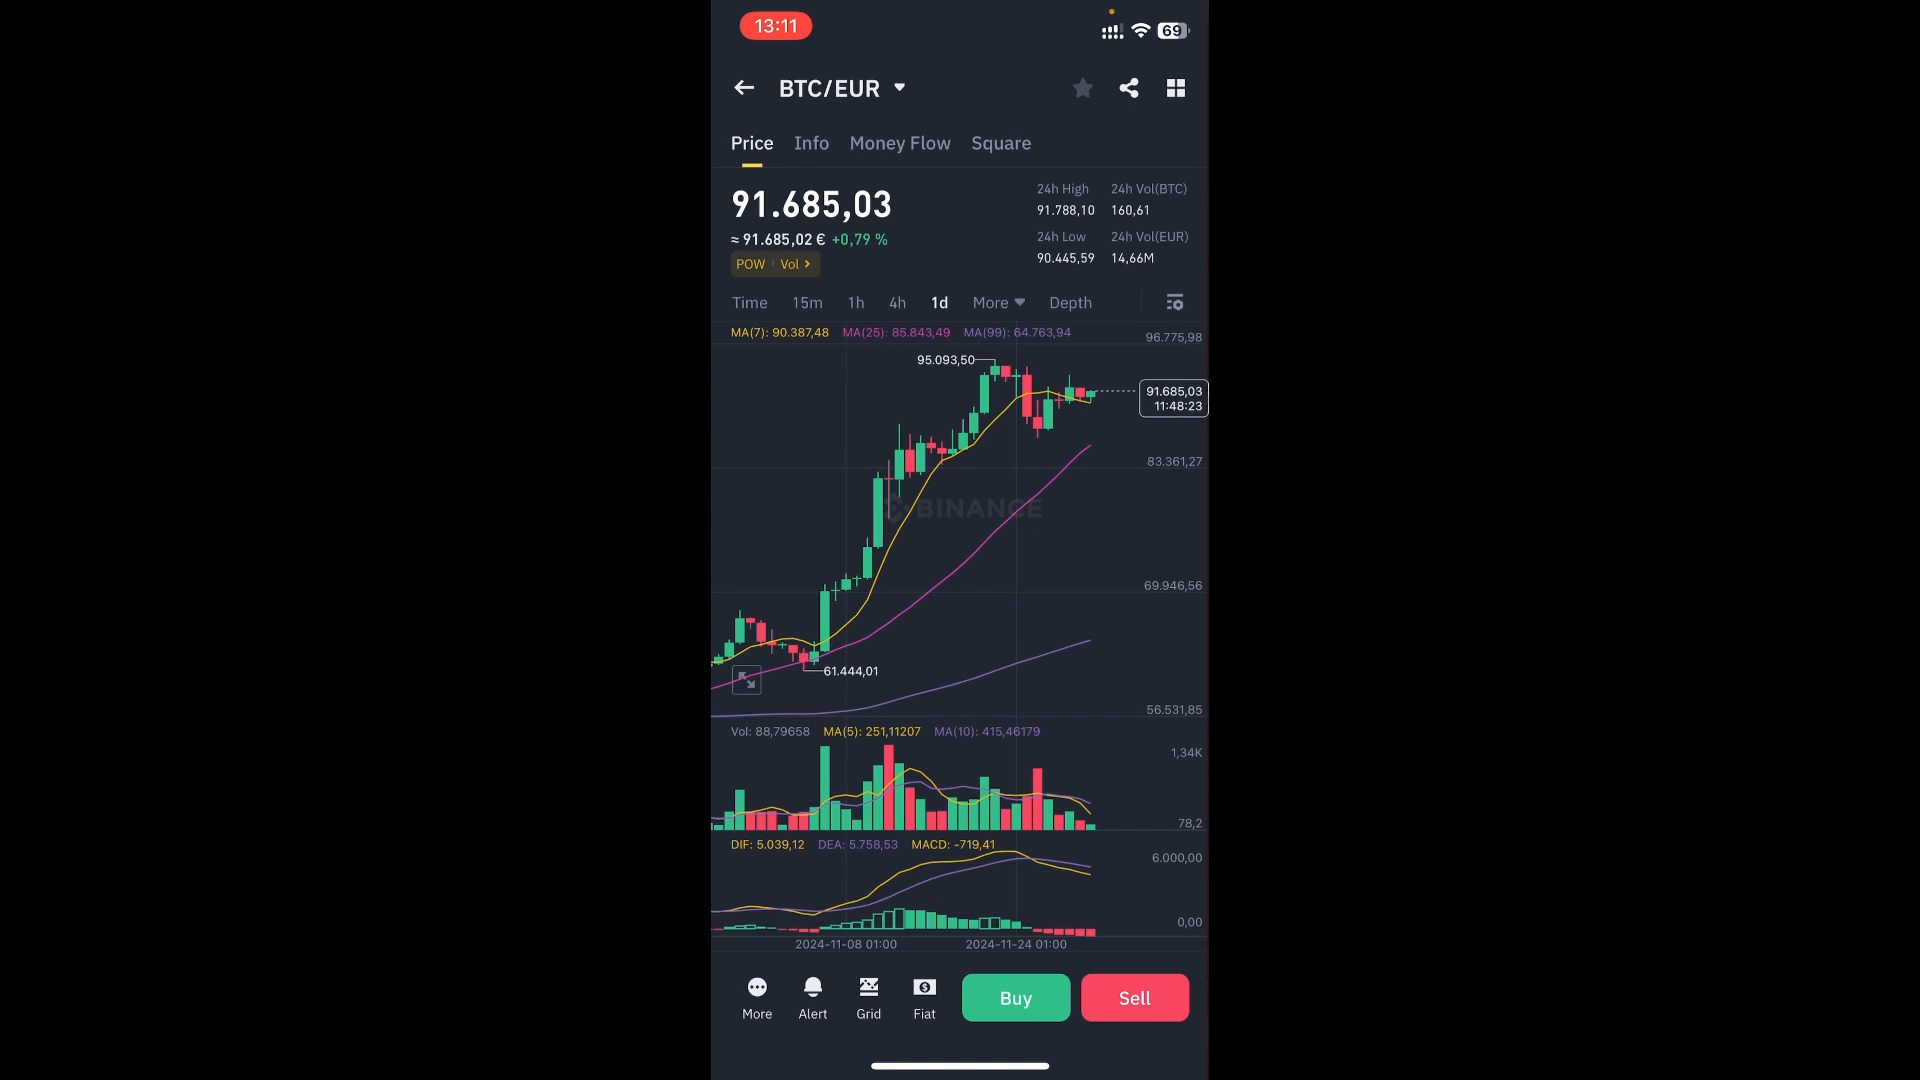 13:11
69
BTC/EUR
Price Info Money Flow Square
91.685,03
≈ 91.685,02 € +0,79 %
POW Vol
24h High 24h Vol(BTC)
91.788,10 160,61
24h Low 24h Vol(EUR)
90.445,59 14,66M
Time 15m 1h 4h 1d More Depth
MA(7): 90.387,48 MA(25): 85.843,49 MA(99): 64.763,94
96.775,98
95.093,50
91.685,03
11:48:23
83.361,27
BINANCE
69.946,56
61.444,01
56.531,85
Vol: 88,79658 MA(5): 251,11207 MA(10): 415,46179
1,34K
78,2
DIF: 5.039,12 DEA: 5.758,53 MACD: -719,41
6.000,00
0,00
2024-11-08 01:00 2024-11-24 01:00
More Alert Grid Fiat Buy Sell